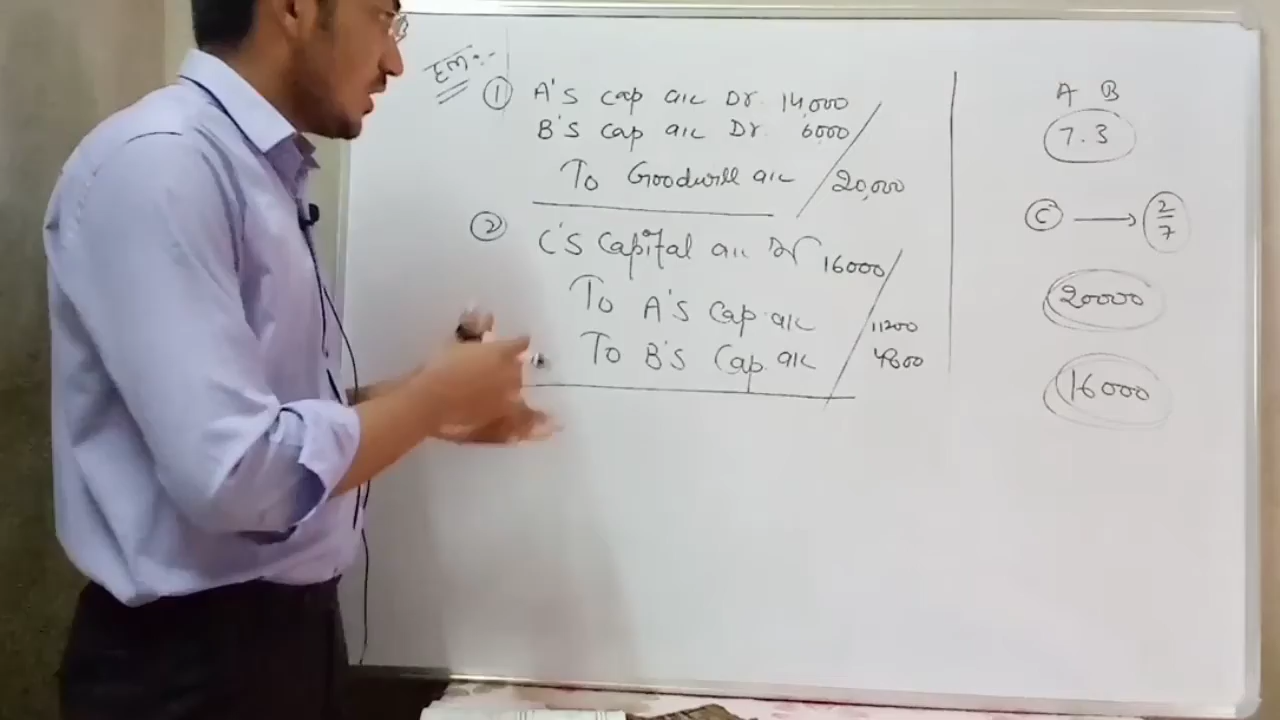 हल:-
① A's cap a/c Dr. 14,000
B's cap a/c Dr. 6000
To Goodwill a/c 20,000
② C's Capital a/c Dr 16000
To A's Cap. a/c 11200
To B's Cap. a/c 4800
A B
7.3
C → 2/7
20000
16000